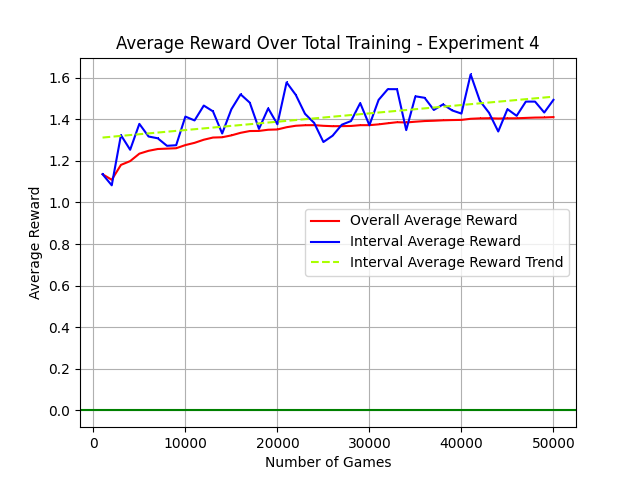 Average Reward Over Total Training - Experiment 4
Average Reward
1.6
1.4
1.2
1.0
0.8
0.6
0.4
0.2
0.0
Overall Average Reward
Interval Average Reward
Interval Average Reward Trend
0 10000 20000 30000 40000 50000
Number of Games